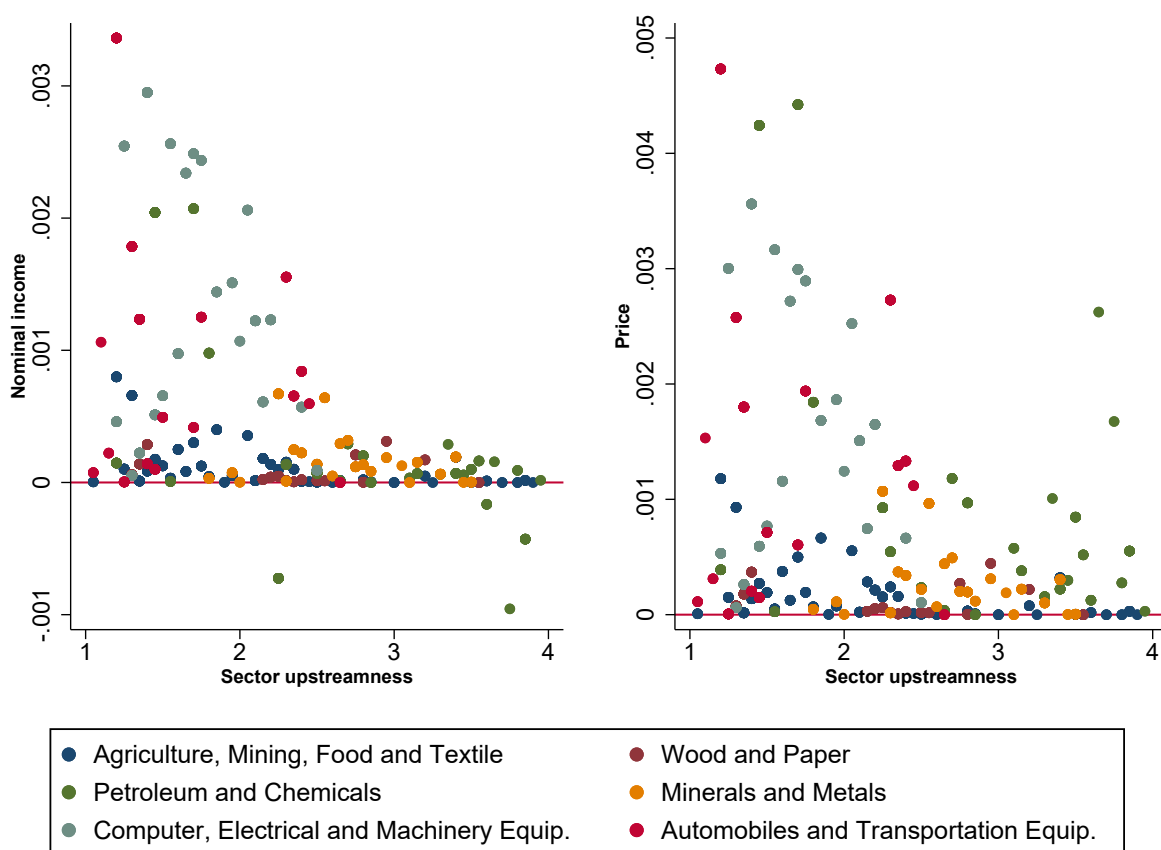 .003
.002
.001
0
-.001
Nominal income
1 2 3 4
Sector upstreamness
.005
.004
.003
.002
.001
0
Price
1 2 3 4
Sector upstreamness
Agriculture, Mining, Food and Textile
Wood and Paper
Petroleum and Chemicals
Minerals and Metals
Computer, Electrical and Machinery Equip.
Automobiles and Transportation Equip.